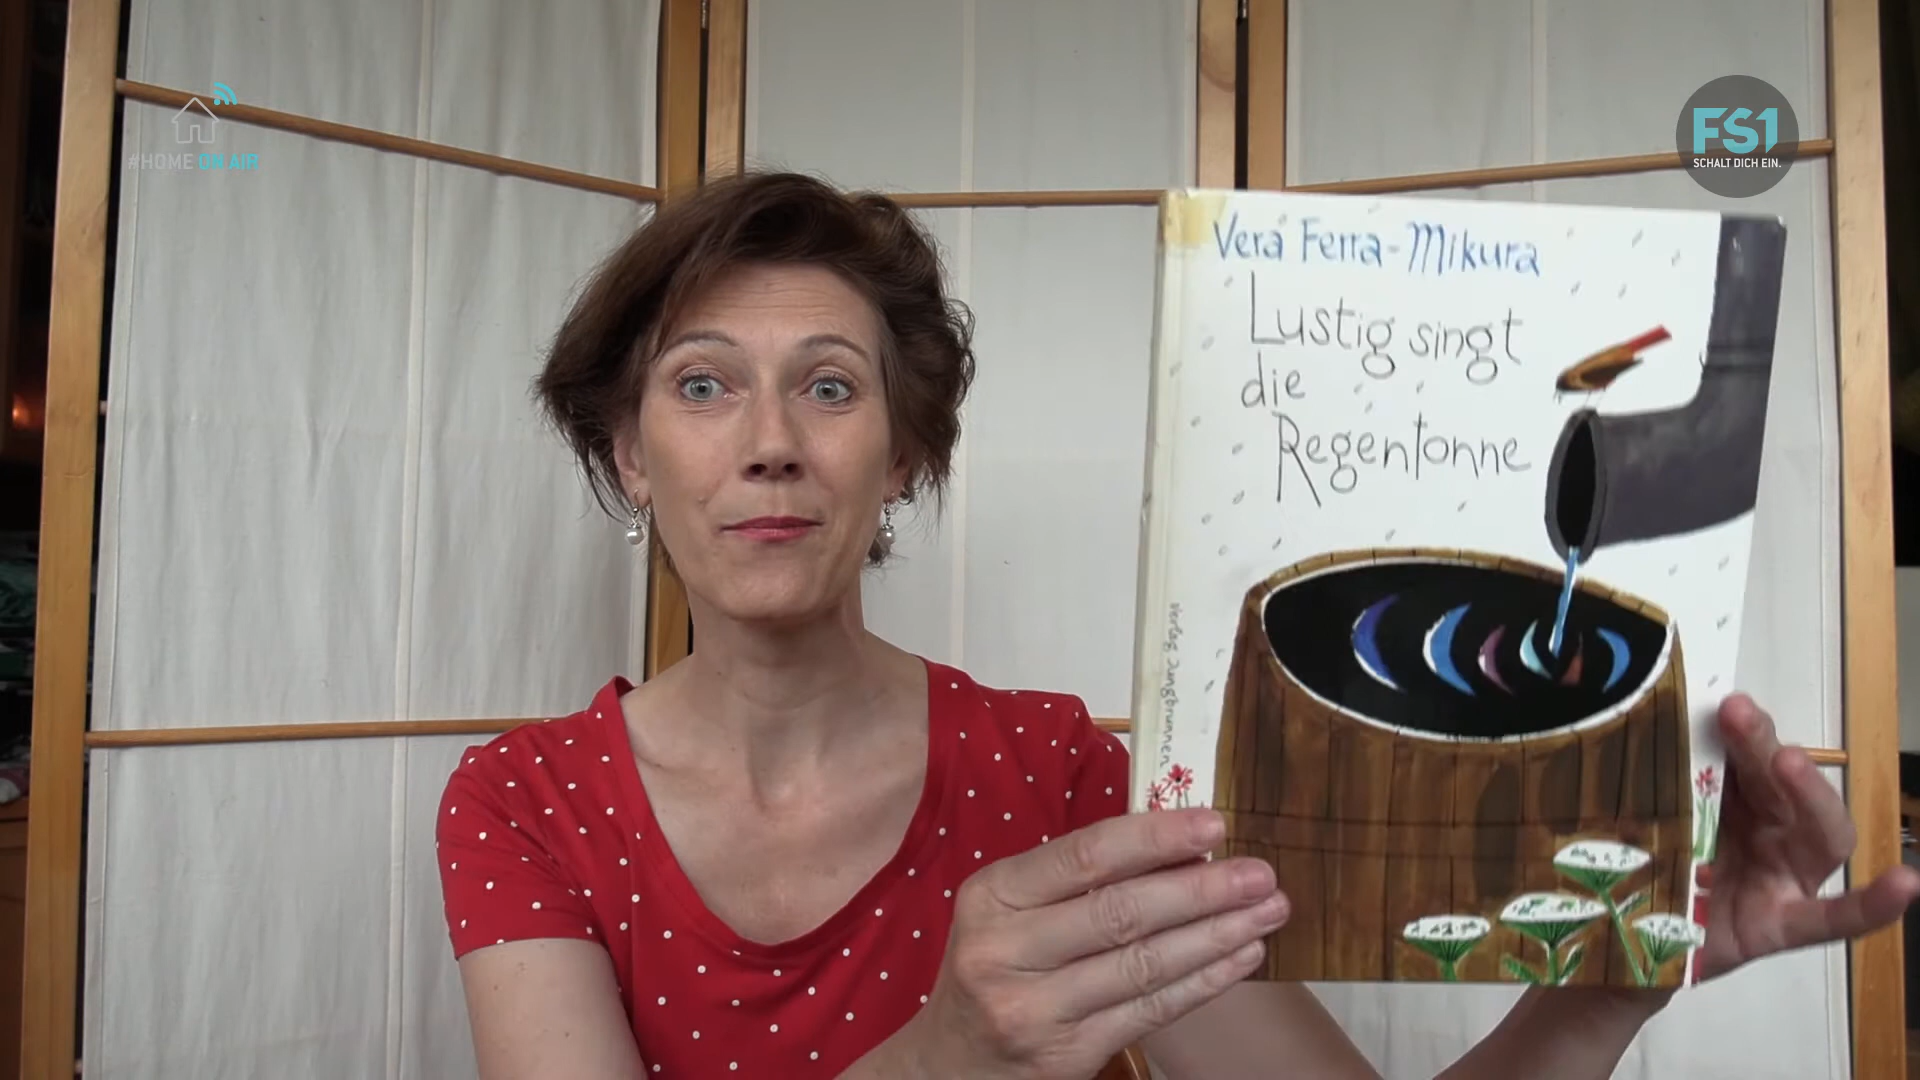 #HOME ON AIR
FS1
SCHALT DICH EIN.
Vera Ferra-Mikura
Lustig singt
die
Regentonne
Verlag Jungbrunnen